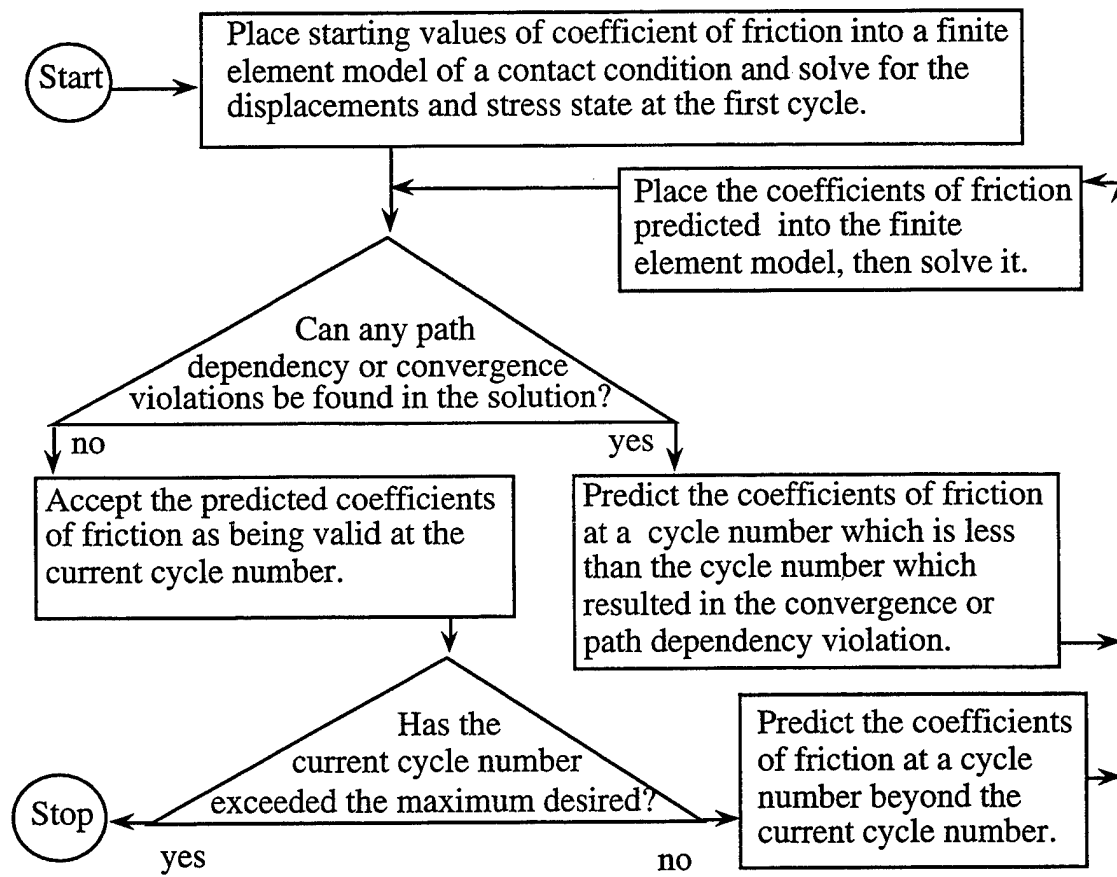 Start
Place starting values of coefficient of friction into a finite
element model of a contact condition and solve for the
displacements and stress state at the first cycle.
Place the coefficients of friction
predicted into the finite
element model, then solve it.
Can any path
dependency or convergence
violations be found in the solution?
no
yes
Accept the predicted coefficients
of friction as being valid at the
current cycle number.
Predict the coefficients of friction
at a cycle number which is less
than the cycle number which
resulted in the convergence or
path dependency violation.
Has the
current cycle number
exceeded the maximum desired?
Stop
yes
no
Predict the coefficients
of friction at a cycle
number beyond the
current cycle number.